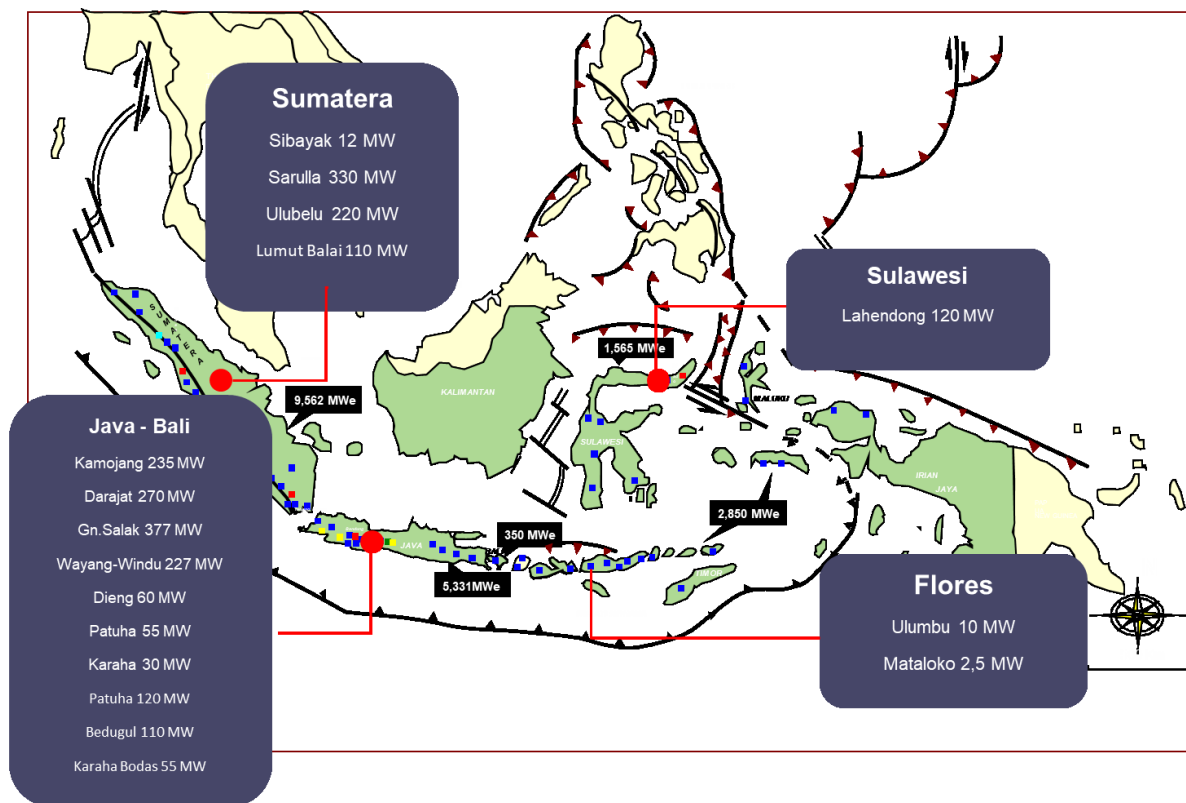 Sumatera
Sibayak 12 MW
Sarulla 330 MW
Ulubelu 220 MW
Lumut Balai 110 MW
Sulawesi
Lahendong 120 MW
SUMATERA
1,565 MWe
KALIMANTAN
MALUKU
9,562 MWe
Java - Bali
Kamojang 235 MW
Darajat 270 MW
Gn.Salak 377 MW
Wayang-Windu 227 MW
Dieng 60 MW
Patuha 55 MW
Karaha 30 MW
Patuha 120 MW
Bedugul 110 MW
Karaha Bodas 55 MW
SULAWESI
IRIAN
JAYA
2,850 MWe
350 MWe
JAVA
5,331MWe
TIMOR
Flores
Ulumbu 10 MW
Mataloko 2,5 MW